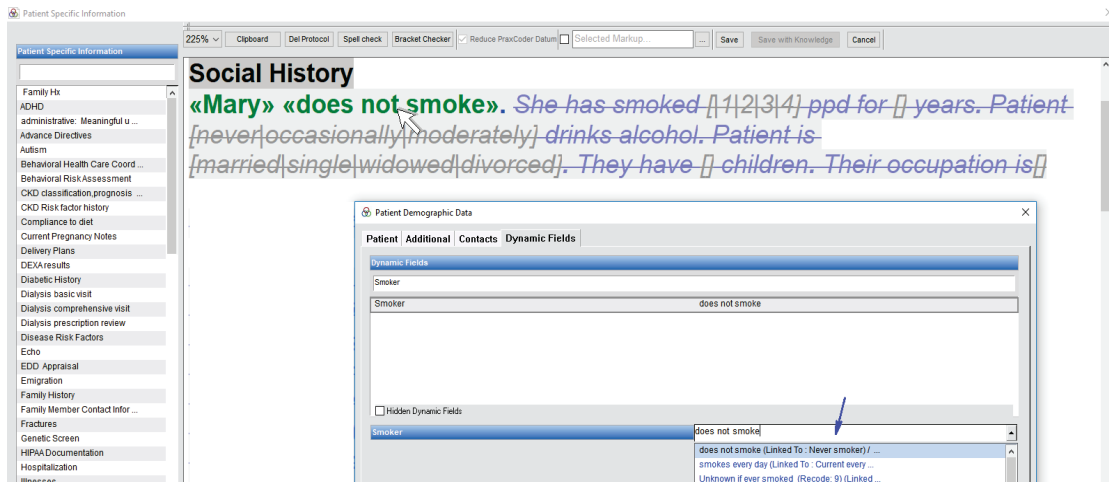 Patient Specific Information
225% Clipboard Del Protocol Spell check Bracket Checker Reduce PraxCoder Datum Selected Markup... ... Save Save with Knowledge Cancel
Patient Specific Information
Family Hx
ADHD
administrative: Meaningful u ...
Advance Directives
Autism
Behavioral Health Care Coord ...
Behavioral Risk Assessment
CKD classification,prognosis ...
CKD Risk factor history
Compliance to diet
Current Pregnancy Notes
Delivery Plans
DEXA results
Diabetic History
Dialysis basic visit
Dialysis comprehensive visit
Dialysis prescription review
Disease Risk Factors
Echo
EDD Appraisal
Emigration
Family History
Family Member Contact Infor ...
Fractures
Genetic Screen
HIPAA Documentation
Hospitalization
Illnesses
Social History
«Mary» «does not smoke». She has smoked [|1|2|3|4] ppd for [] years. Patient
[never|occasionally|moderately] drinks alcohol. Patient is
[married|single|widowed|divorced]. They have [] children. Their occupation is[]
Patient Demographic Data
Patient Additional Contacts Dynamic Fields
Dynamic Fields
Smoker
Smoker does not smoke
Hidden Dynamic Fields
Smoker does not smoke
does not smoke (Linked To : Never smoker) / ...
smokes every day (Linked To : Current every ...
Unknown if ever smoked (Recode: 9) (Linked ...